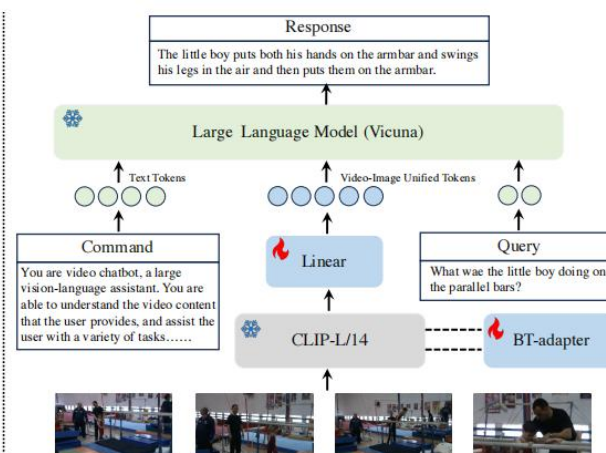 Response
The little boy puts both his hands on the armbar and swings
his legs in the air and then puts them on the armbar.
Large Language Model (Vicuna)
Text Tokens
Video-Image Unified Tokens
Command
You are video chatbot, a large
vision-language assistant. You are
able to understand the video content
that the user provides, and assist the
user with a variety of tasks……
Linear
Query
What wae the little boy doing on
the parallel bars?
CLIP-L/14
BT-adapter